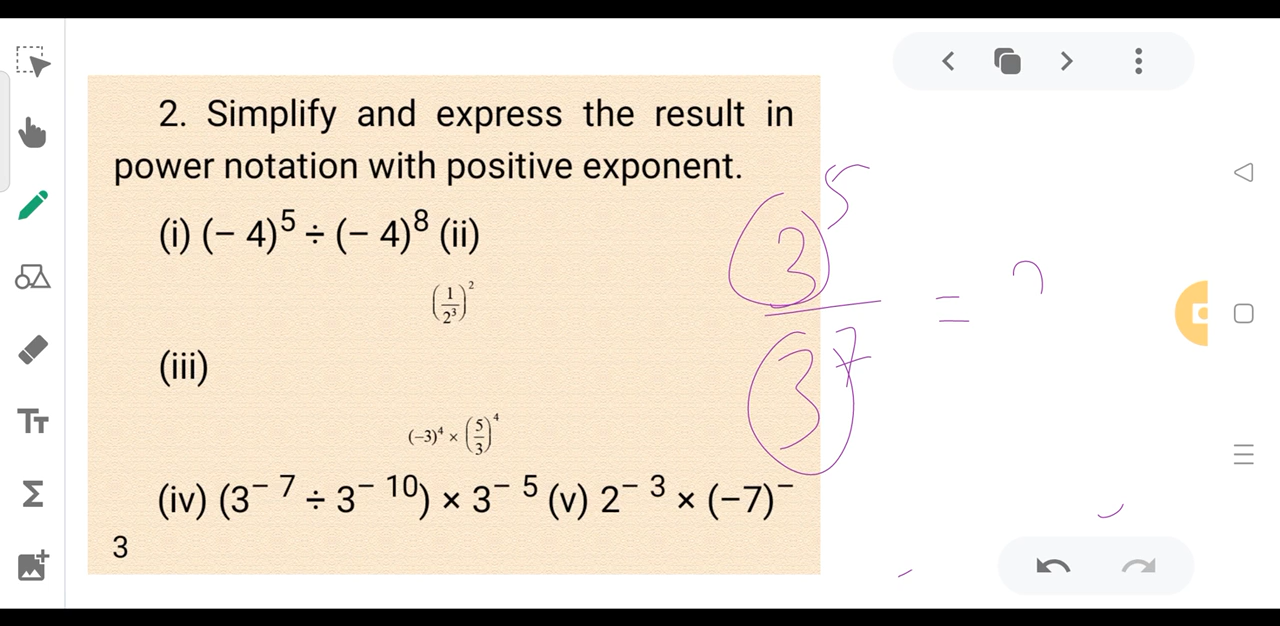 2. Simplify and express the result in
power notation with positive exponent.
(i) (− 4)⁵ ÷ (− 4)⁸ (ii)
(1/2³)²
(iii)
(−3)⁴ × (5/3)⁴
(iv) (3⁻ ⁷ ÷ 3⁻ ¹⁰) × 3⁻ ⁵ (v) 2⁻ ³ × (−7)⁻
3
3⁵/3⁷ = ?
Tт
Σ